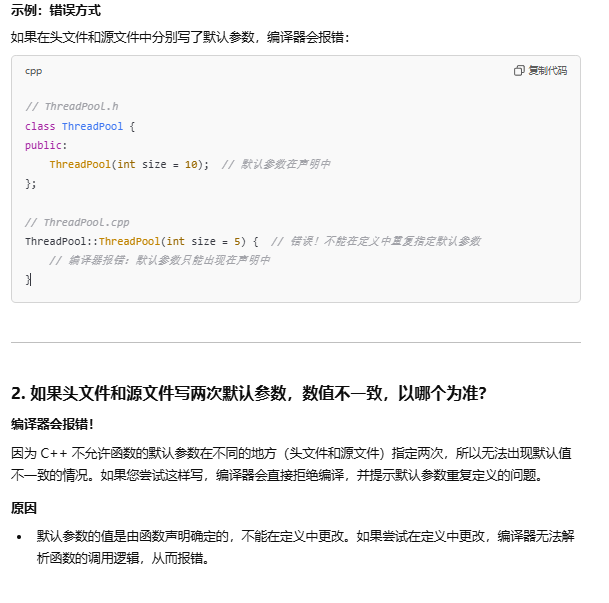 示例：错误方式
如果在头文件和源文件中分别写了默认参数，编译器会报错：
cpp 复制代码
// ThreadPool.h
class ThreadPool {
public:
    ThreadPool(int size = 10);  // 默认参数在声明中
};
// ThreadPool.cpp
ThreadPool::ThreadPool(int size = 5) {  // 错误！不能在定义中重复指定默认参数
    // 编译器报错：默认参数只能出现在声明中
}
2. 如果头文件和源文件写两次默认参数，数值不一致，以哪个为准？
编译器会报错！
因为 C++ 不允许函数的默认参数在不同的地方（头文件和源文件）指定两次，所以无法出现默认值
不一致的情况。如果您尝试这样写，编译器会直接拒绝编译，并提示默认参数重复定义的问题。
原因
• 默认参数的值是由函数声明确定的，不能在定义中更改。如果尝试在定义中更改，编译器无法解
析函数的调用逻辑，从而报错。